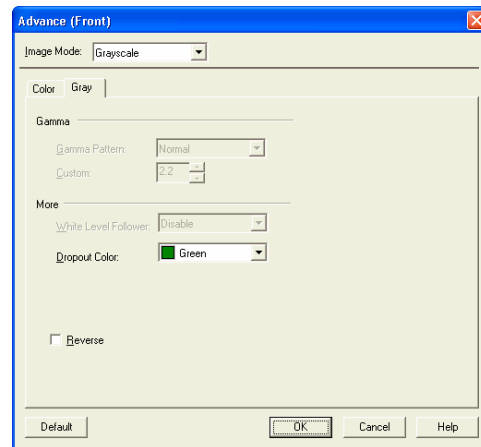 Advance (Front)
Image Mode: Grayscale
Color Gray
Gamma
Gamma Pattern: Normal
Custom: 2.2
More
White Level Follower: Disable
Dropout Color: Green
Reverse
Default OK Cancel Help